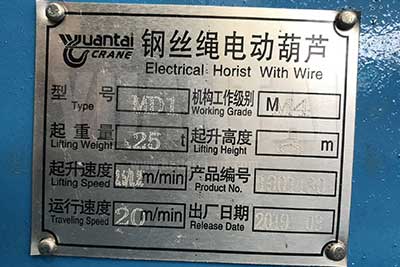 Yuantai CRANE 钢丝绳电动葫芦
Electrical Horist With Wire
型号 Type MD1 机构工作级别 Working Grade M
起重量 Lifting Weight 25 t 起升高度 Lifting Height m
起升速度 Lifting Speed m/min 产品编号 Product No.
运行速度 Traveling Speed 20 m/min 出厂日期 Delivery Date 2019